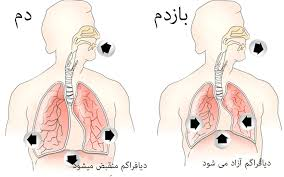 بازدم
دم
دیافراگم آزاد می شود
دیافراگم منقبض میشود